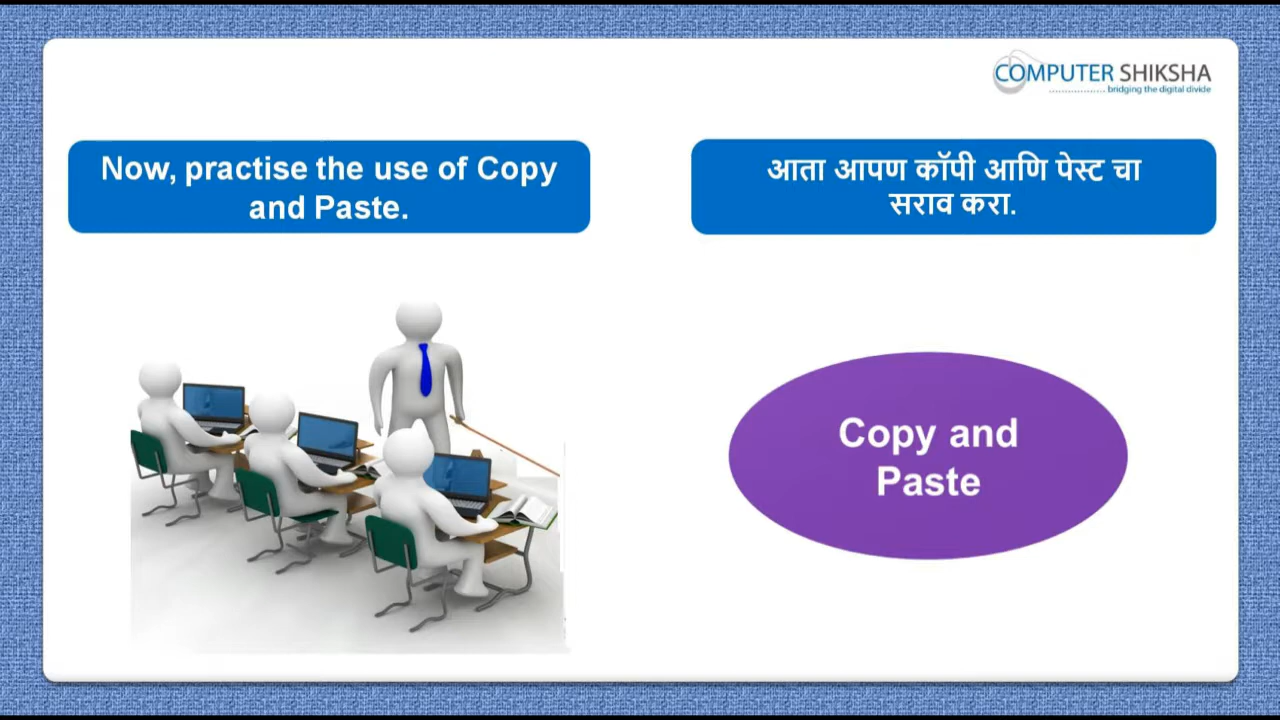 COMPUTER SHIKSHA
bridging the digital divide
Now, practise the use of Copy
and Paste.
आता आपण कॉपी आणि पेस्ट चा
सराव करा.
Copy and
Paste